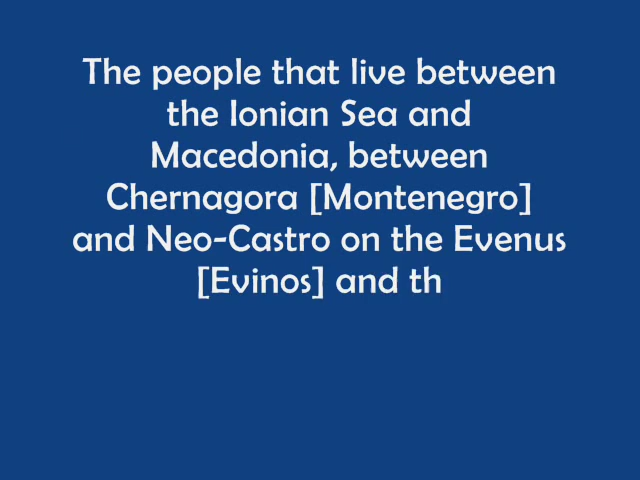 The people that live between
the Ionian Sea and
Macedonia, between
Chernagora [Montenegro]
and Neo-Castro on the Evenus
[Evinos] and th